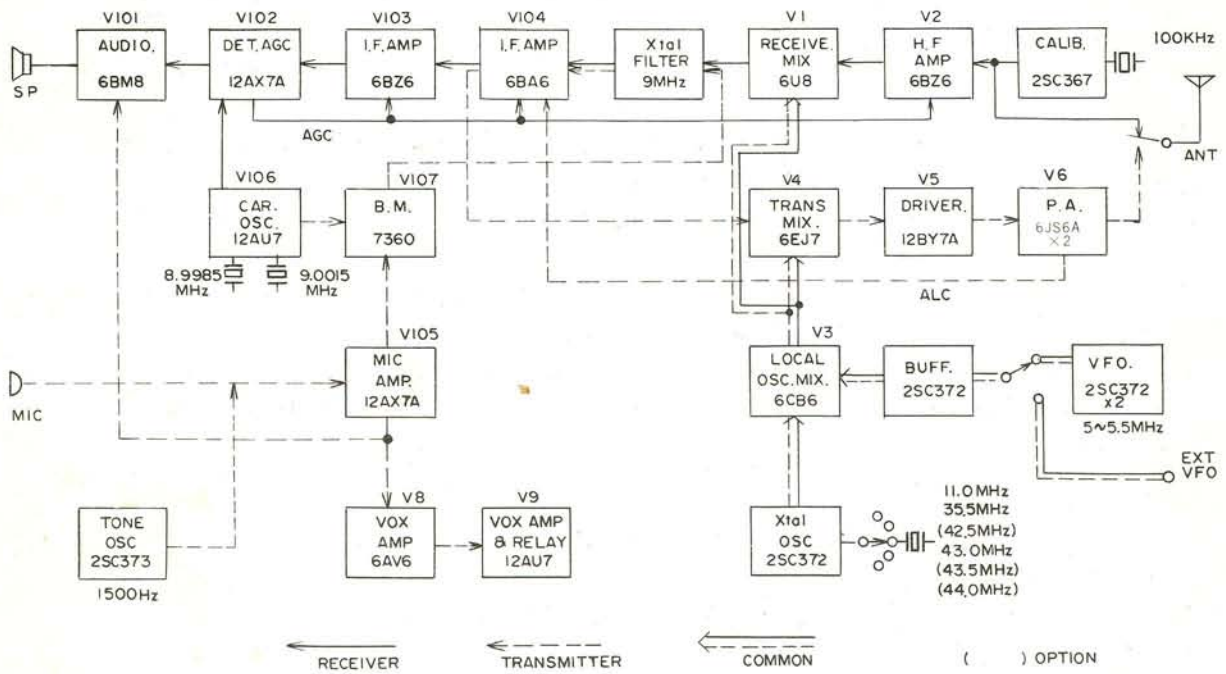 V101
AUDIO.
6BM8
SP
V102
DET. AGC
12AX7A
V103
I.F. AMP
6BZ6
V104
I.F. AMP
6BA6
Xtal
FILTER
9MHz
V1
RECEIVE.
MIX
6U8
V2
H.F
AMP
6BZ6
CALIB.
2SC367
100KHz
ANT
AGC
V106
CAR.
OSC.
12AU7
8.9985
MHz
9.0015
MHz
V107
B.M.
7360
V4
TRANS
MIX.
6EJ7
V5
DRIVER.
12BY7A
V6
P.A.
6JS6A
×2
ALC
MIC
V105
MIC
AMP.
12AX7A
V3
LOCAL
OSC.MIX.
6CB6
BUFF.
2SC372
VFO.
2SC372
x2
5~5.5MHz
EXT
VFO
TONE
OSC
2SC373
1500Hz
V8
VOX
AMP
6AV6
V9
VOX AMP
& RELAY
12AU7
Xtal
OSC
2SC372
11.0MHz
35.5MHz
(42.5MHz)
43.0MHz
(43.5MHz)
(44.0MHz)
RECEIVER
TRANSMITTER
COMMON
( ) OPTION